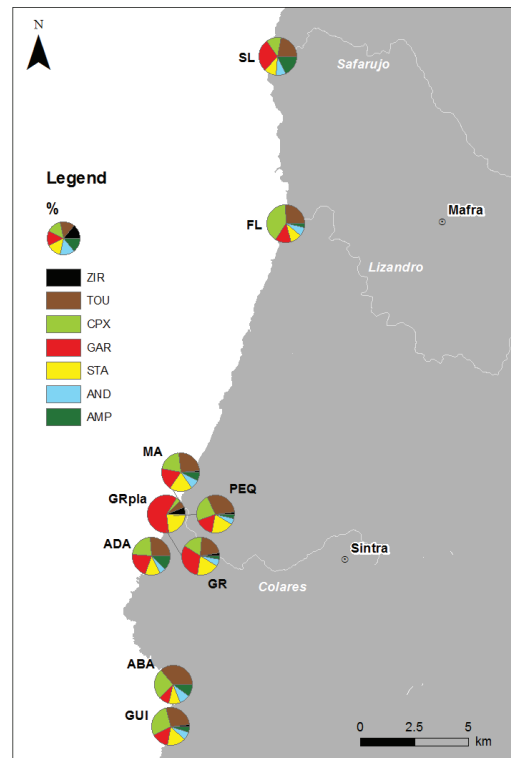 N
SL
Safarujo
Legend
%
FL
Mafra
Lizandro
ZIR
TOU
CPX
GAR
STA
AND
AMP
MA
GRpla
PEQ
ADA
Sintra
GR
Colares
ABA
GUI
0 2.5 5
km